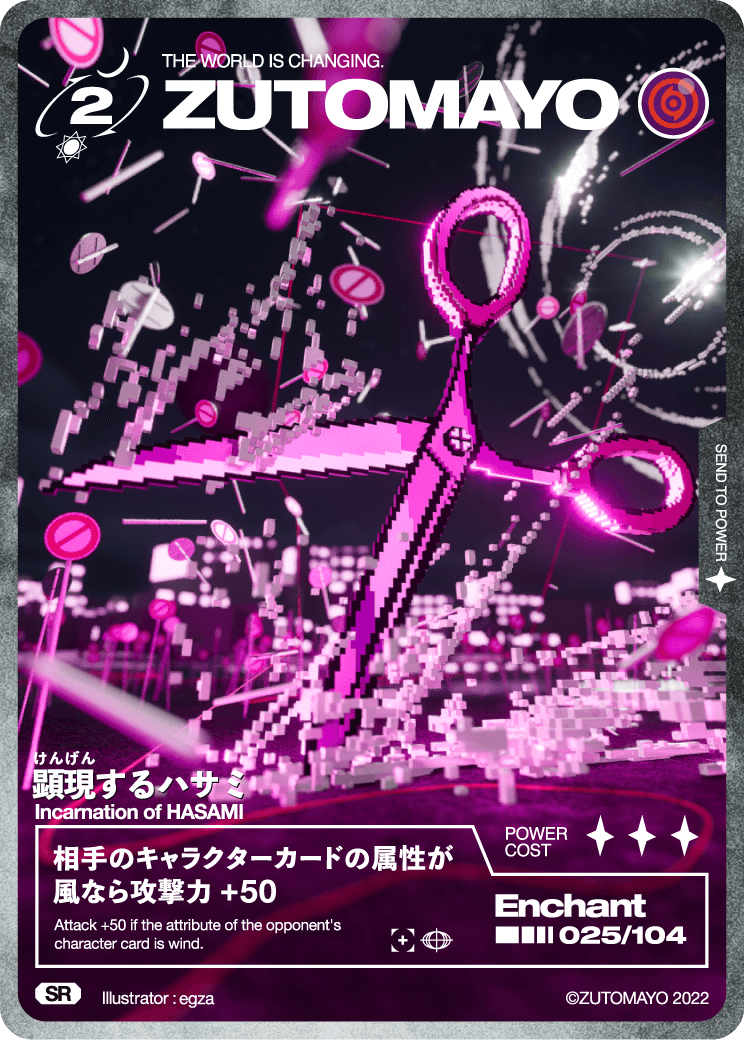 THE WORLD IS CHANGING.
2
ZUTOMAYO
SEND TO POWER
けんげん
顕現するハサミ
Incarnation of HASAMI
POWER
COST
相手のキャラクターカードの属性が
風なら攻撃力 +50
Attack +50 if the attribute of the opponent's
character card is wind.
Enchant
025/104
SR
Illustrator : egza
©ZUTOMAYO 2022